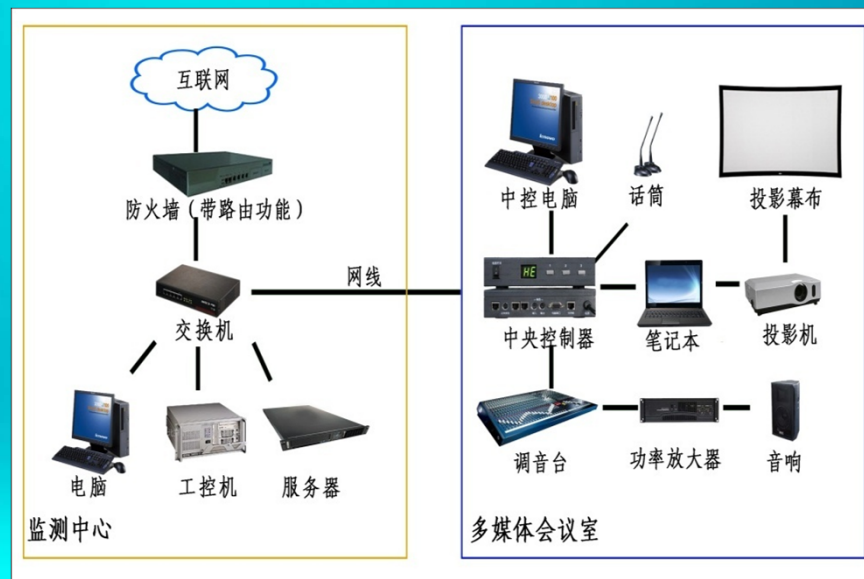 互联网
防火墙（带路由功能）
网线
交换机
电脑
工控机
服务器
监测中心
中控电脑
话筒
投影幕布
HE
中央控制器
笔记本
投影机
调音台
功率放大器
音响
多媒体会议室